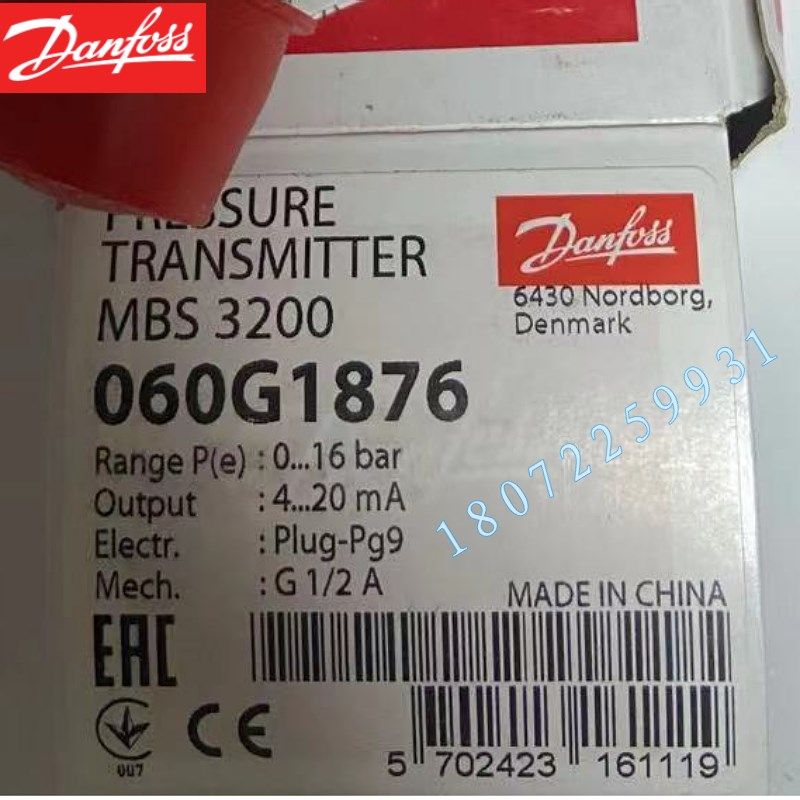 Danfoss
PRESSURE
TRANSMITTER
MBS 3200
060G1876
Range P(e) : 0...16 bar
Output : 4...20 mA
Electr. : Plug-Pg9
Mech. : G 1/2 A
Danfoss
6430 Nordborg,
Denmark
18072259931
MADE IN CHINA
EAC
007
CE
5 702423 161119